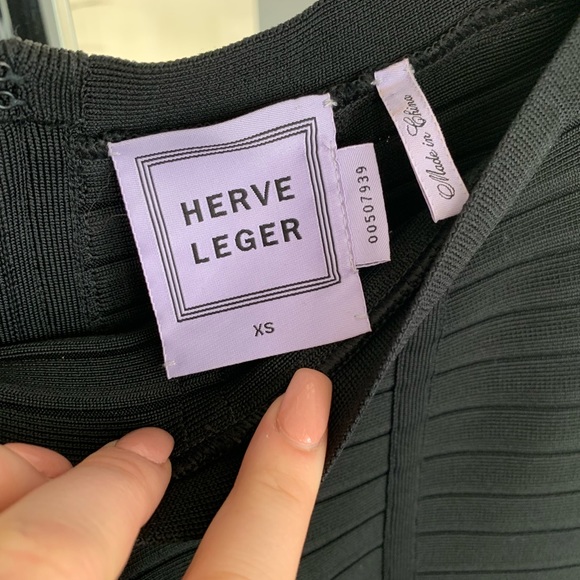 HERVE
LEGER
XS
00507939
Made in China